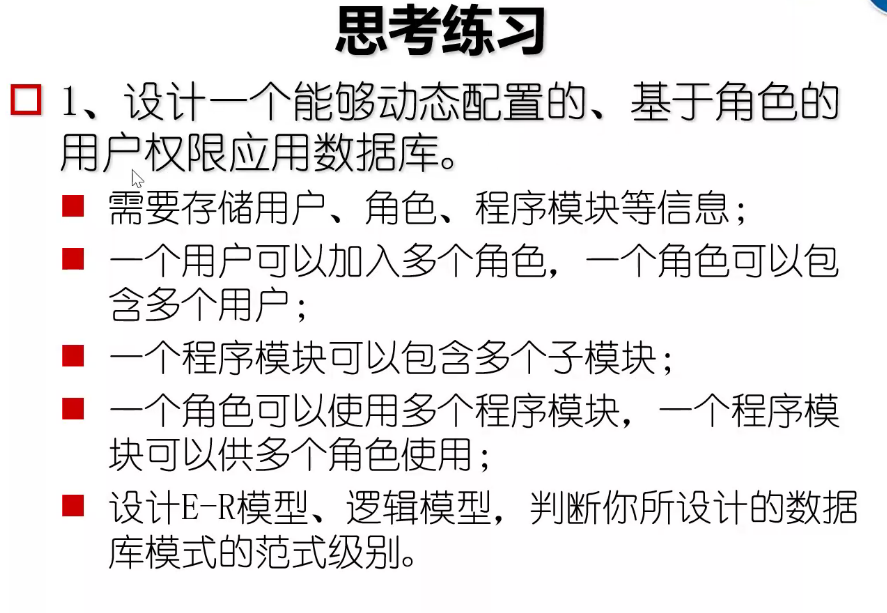 思考练习
1、设计一个能够动态配置的、基于角色的
用户权限应用数据库。
需要存储用户、角色、程序模块等信息；
一个用户可以加入多个角色，一个角色可以包
含多个用户；
一个程序模块可以包含多个子模块；
一个角色可以使用多个程序模块，一个程序模
块可以供多个角色使用；
设计E-R模型、逻辑模型，判断你所设计的数据
库模式的范式级别。